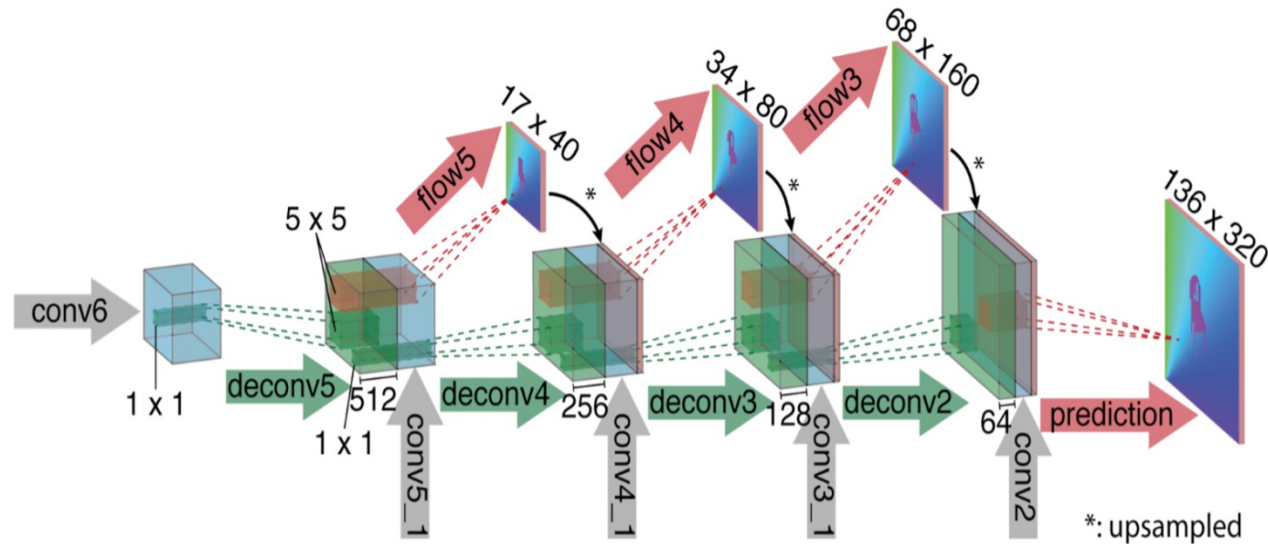 68 x 160
34 x 80
flow3
17 x 40
flow4
flow5
136 x 320
5 x 5
conv6
1 x 1
deconv5
512
deconv4
256
deconv3
128
deconv2
64
prediction
1 x 1
conv5_1
conv4_1
conv3_1
conv2
*
*
*
*: upsampled